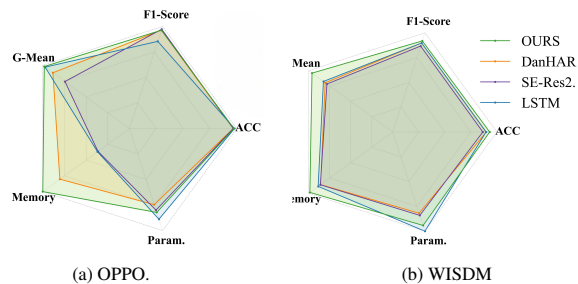 F1-Score
G-Mean
ACC
Memory
Param.
(a) OPPO.
F1-Score
Mean
ACC
emory
Param.
(b) WISDM
OURS
DanHAR
SE-Res2.
LSTM